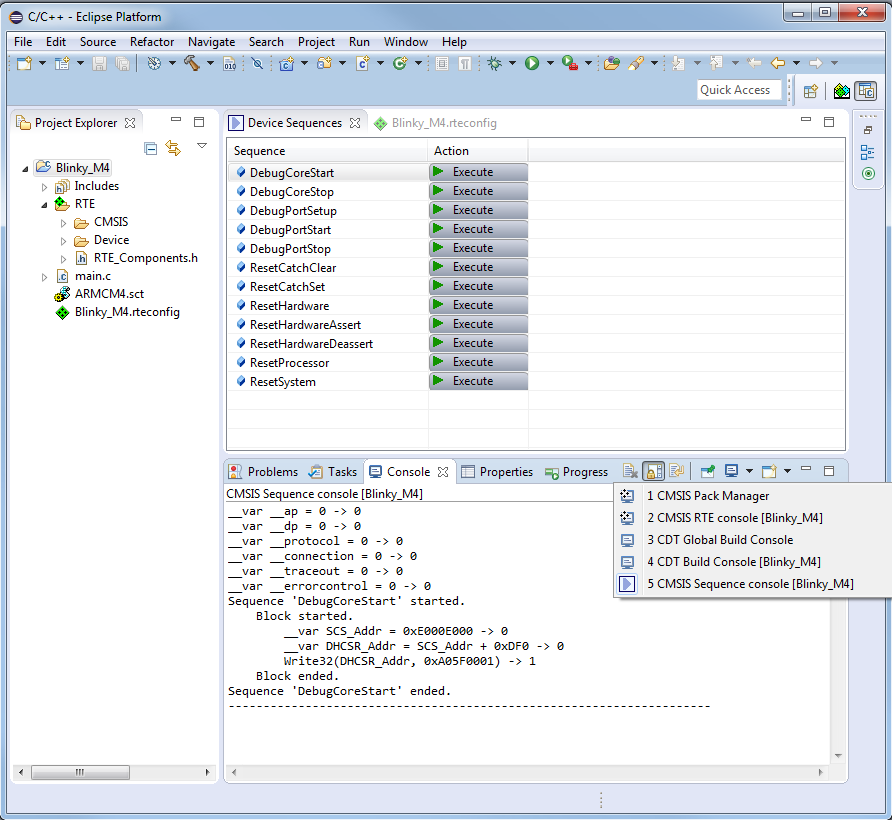 C/C++ - Eclipse Platform
File Edit Source Refactor Navigate Search Project Run Window Help
010
Quick Access
Project Explorer
Blinky_M4
Includes
RTE
CMSIS
Device
RTE_Components.h
main.c
ARMCM4.sct
Blinky_M4.rteconfig
Device Sequences Blinky_M4.rteconfig
Sequence Action
DebugCoreStart Execute
DebugCoreStop Execute
DebugPortSetup Execute
DebugPortStart Execute
DebugPortStop Execute
ResetCatchClear Execute
ResetCatchSet Execute
ResetHardware Execute
ResetHardwareAssert Execute
ResetHardwareDeassert Execute
ResetProcessor Execute
ResetSystem Execute
Problems Tasks Console Properties Progress
CMSIS Sequence console [Blinky_M4]
__var __ap = 0 -> 0
__var __dp = 0 -> 0
__var __protocol = 0 -> 0
__var __connection = 0 -> 0
__var __traceout = 0 -> 0
__var __errorcontrol = 0 -> 0
Sequence 'DebugCoreStart' started.
Block started.
__var SCS_Addr = 0xE000E000 -> 0
__var DHCSR_Addr = SCS_Addr + 0xDF0 -> 0
Write32(DHCSR_Addr, 0xA05F0001) -> 1
Block ended.
Sequence 'DebugCoreStart' ended.
---------------------------------------------------------------------
1 CMSIS Pack Manager
2 CMSIS RTE console [Blinky_M4]
3 CDT Global Build Console
4 CDT Build Console [Blinky_M4]
5 CMSIS Sequence console [Blinky_M4]